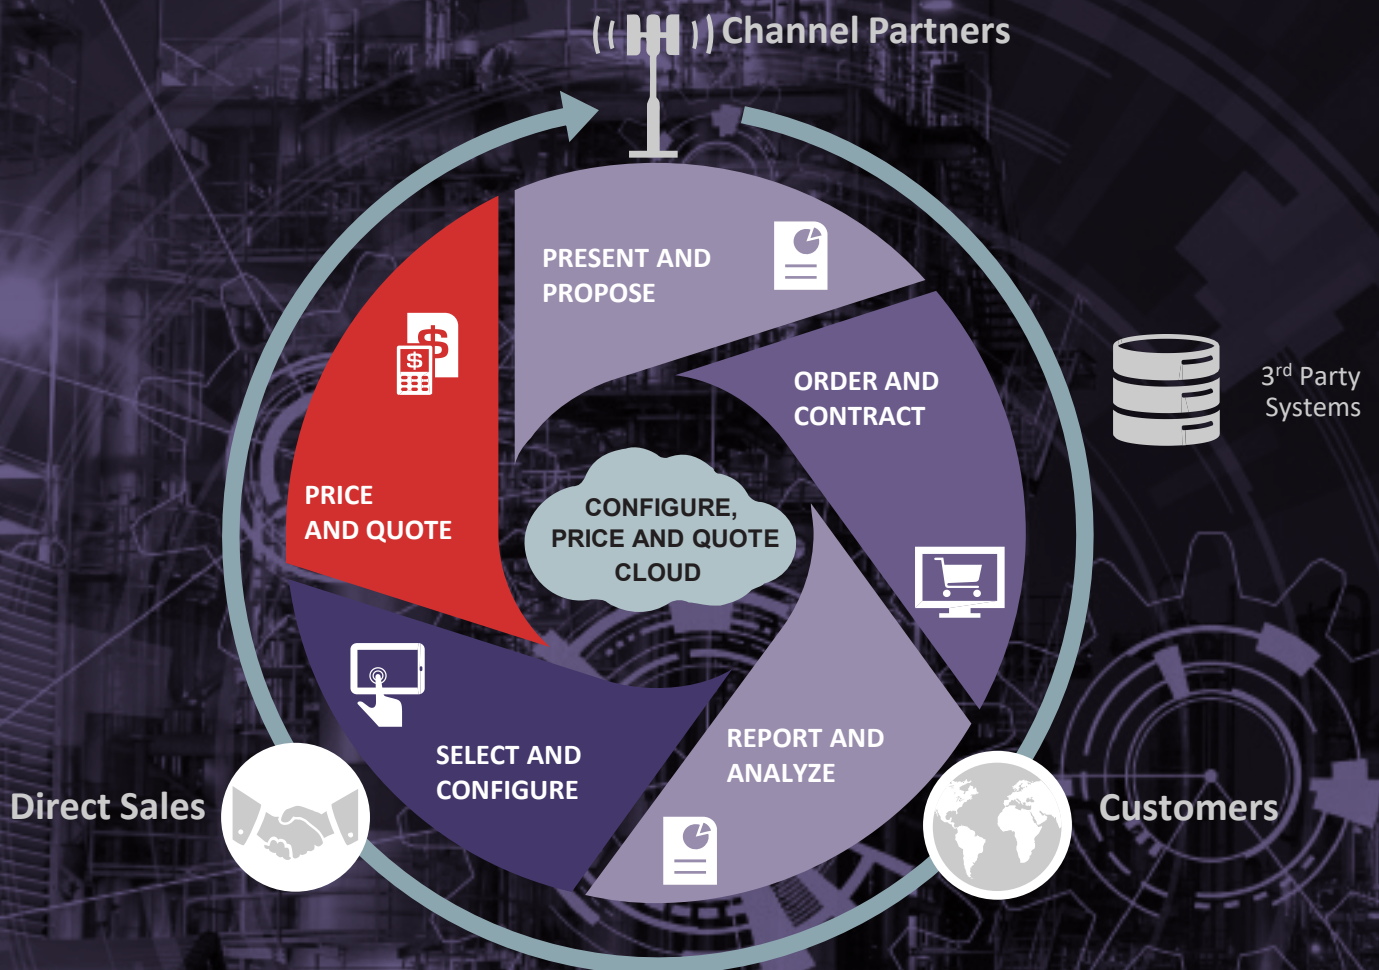 Channel Partners
PRESENT AND
PROPOSE
ORDER AND
CONTRACT
3rd Party
Systems
PRICE
AND QUOTE
CONFIGURE,
PRICE AND QUOTE
CLOUD
SELECT AND
CONFIGURE
REPORT AND
ANALYZE
Direct Sales
Customers
$
$